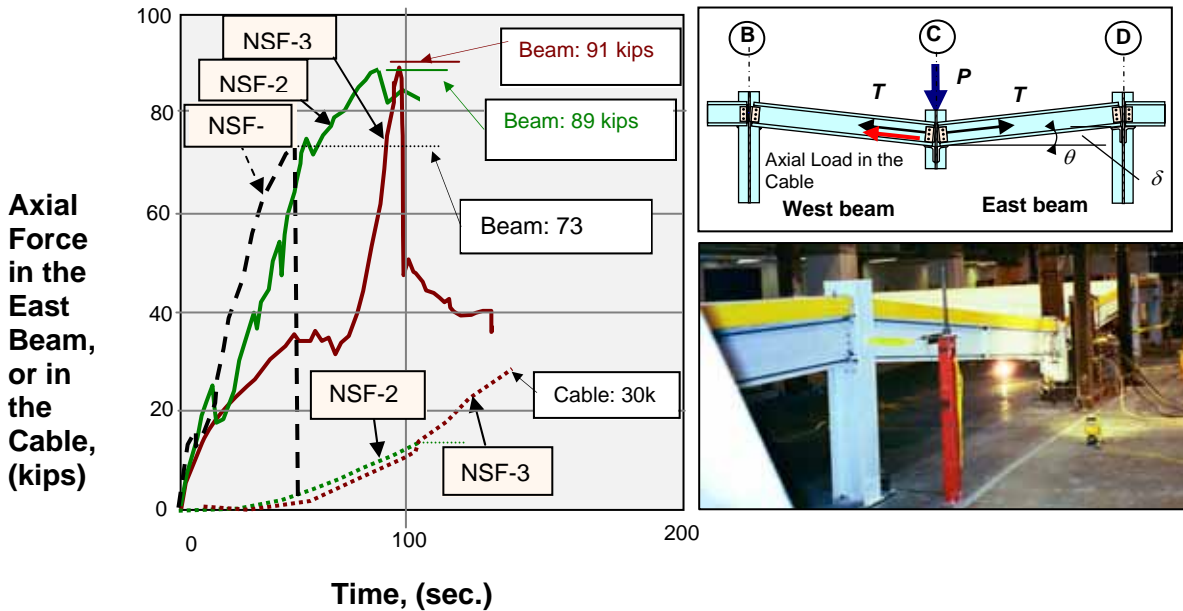 100
80
60
40
20
0
0
100
200
Axial
Force
in the
East
Beam,
or in
the
Cable,
(kips)
Time, (sec.)
NSF-3
NSF-2
NSF-
Beam: 91 kips
Beam: 89 kips
Beam: 73
NSF-2
Cable: 30k
NSF-3
B
C
D
P
T
T
Axial Load in the
Cable
θ
δ
West beam
East beam